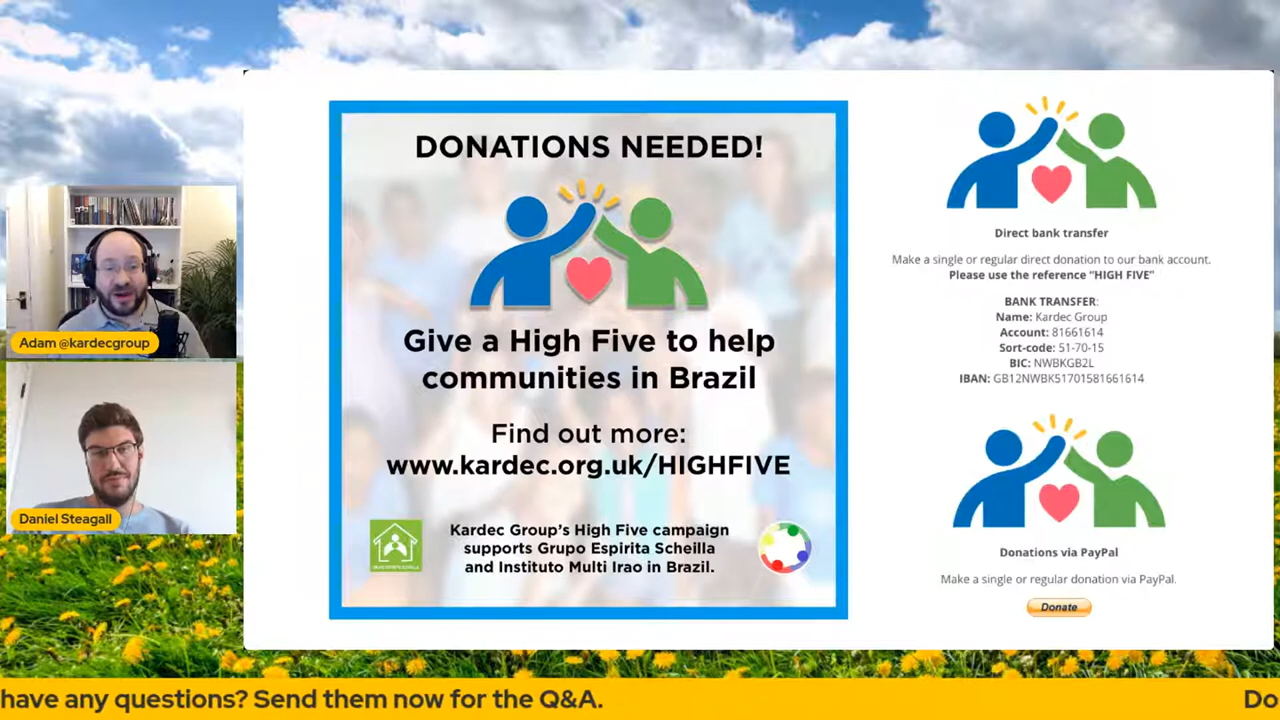 DONATIONS NEEDED!
Give a High Five to help
communities in Brazil
Find out more:
www.kardec.org.uk/HIGHFIVE
Kardec Group's High Five campaign
supports Grupo Espirita Scheilla
and Instituto Multi Irao in Brazil.
Direct bank transfer
Make a single or regular direct donation to our bank account.
Please use the reference "HIGH FIVE"
BANK TRANSFER:
Name: Kardec Group
Account: 81661614
Sort-code: 51-70-15
BIC: NWBKGB2L
IBAN: GB12NWBK51701581661614
Donations via PayPal
Make a single or regular donation via PayPal.
Donate
Adam @kardecgroup
Daniel Steagall
have any questions? Send them now for the Q&A.
Do